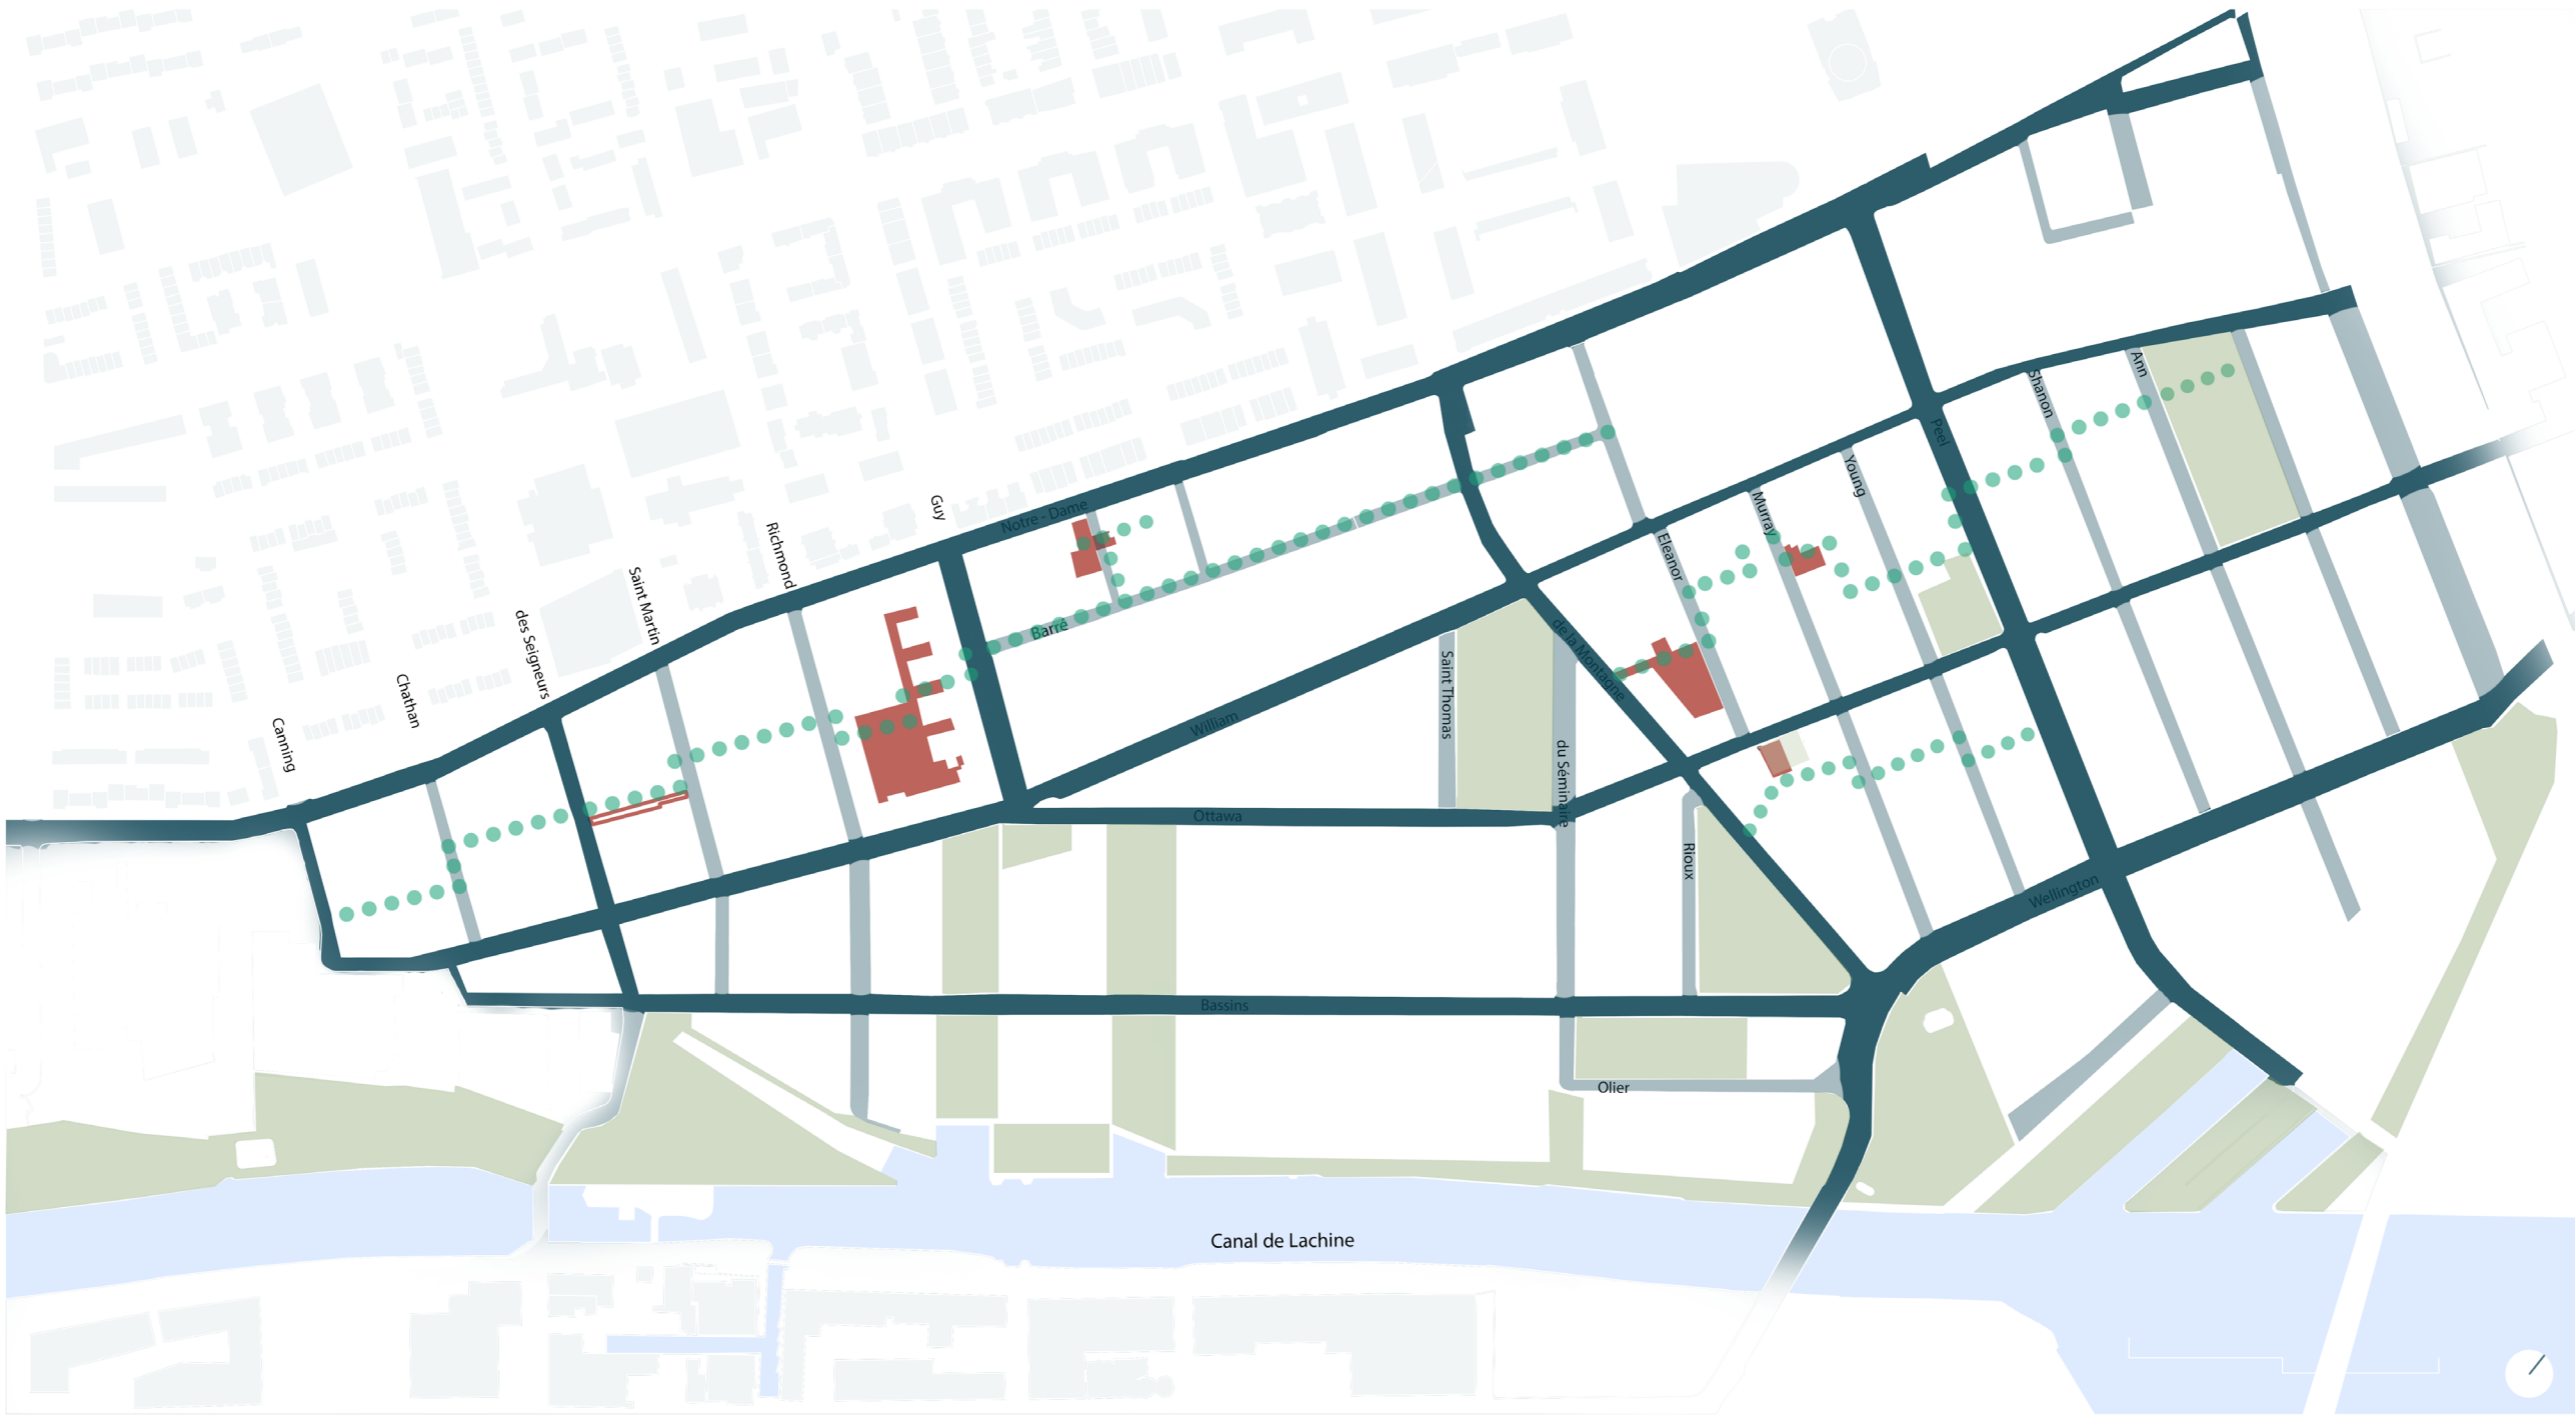 Ann
Shanon
Peel
Young
Murray
Guy
Notre - Dame
Richmond
Eleanor
Saint Martin
des Seigneurs
Barré
de la Montagne
Saint Thomas
Chathan
Canning
William
du Séminaire
Ottawa
Rioux
Wellington
Bassins
Olier
Canal de Lachine